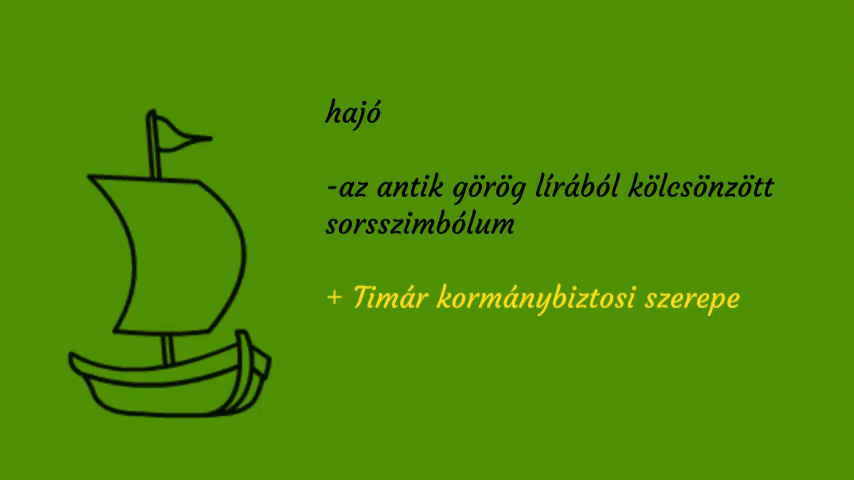 hajó
-az antik görög lírából kölcsönzött
sorsszimbólum
+ Timár kormánybiztosi szerepe